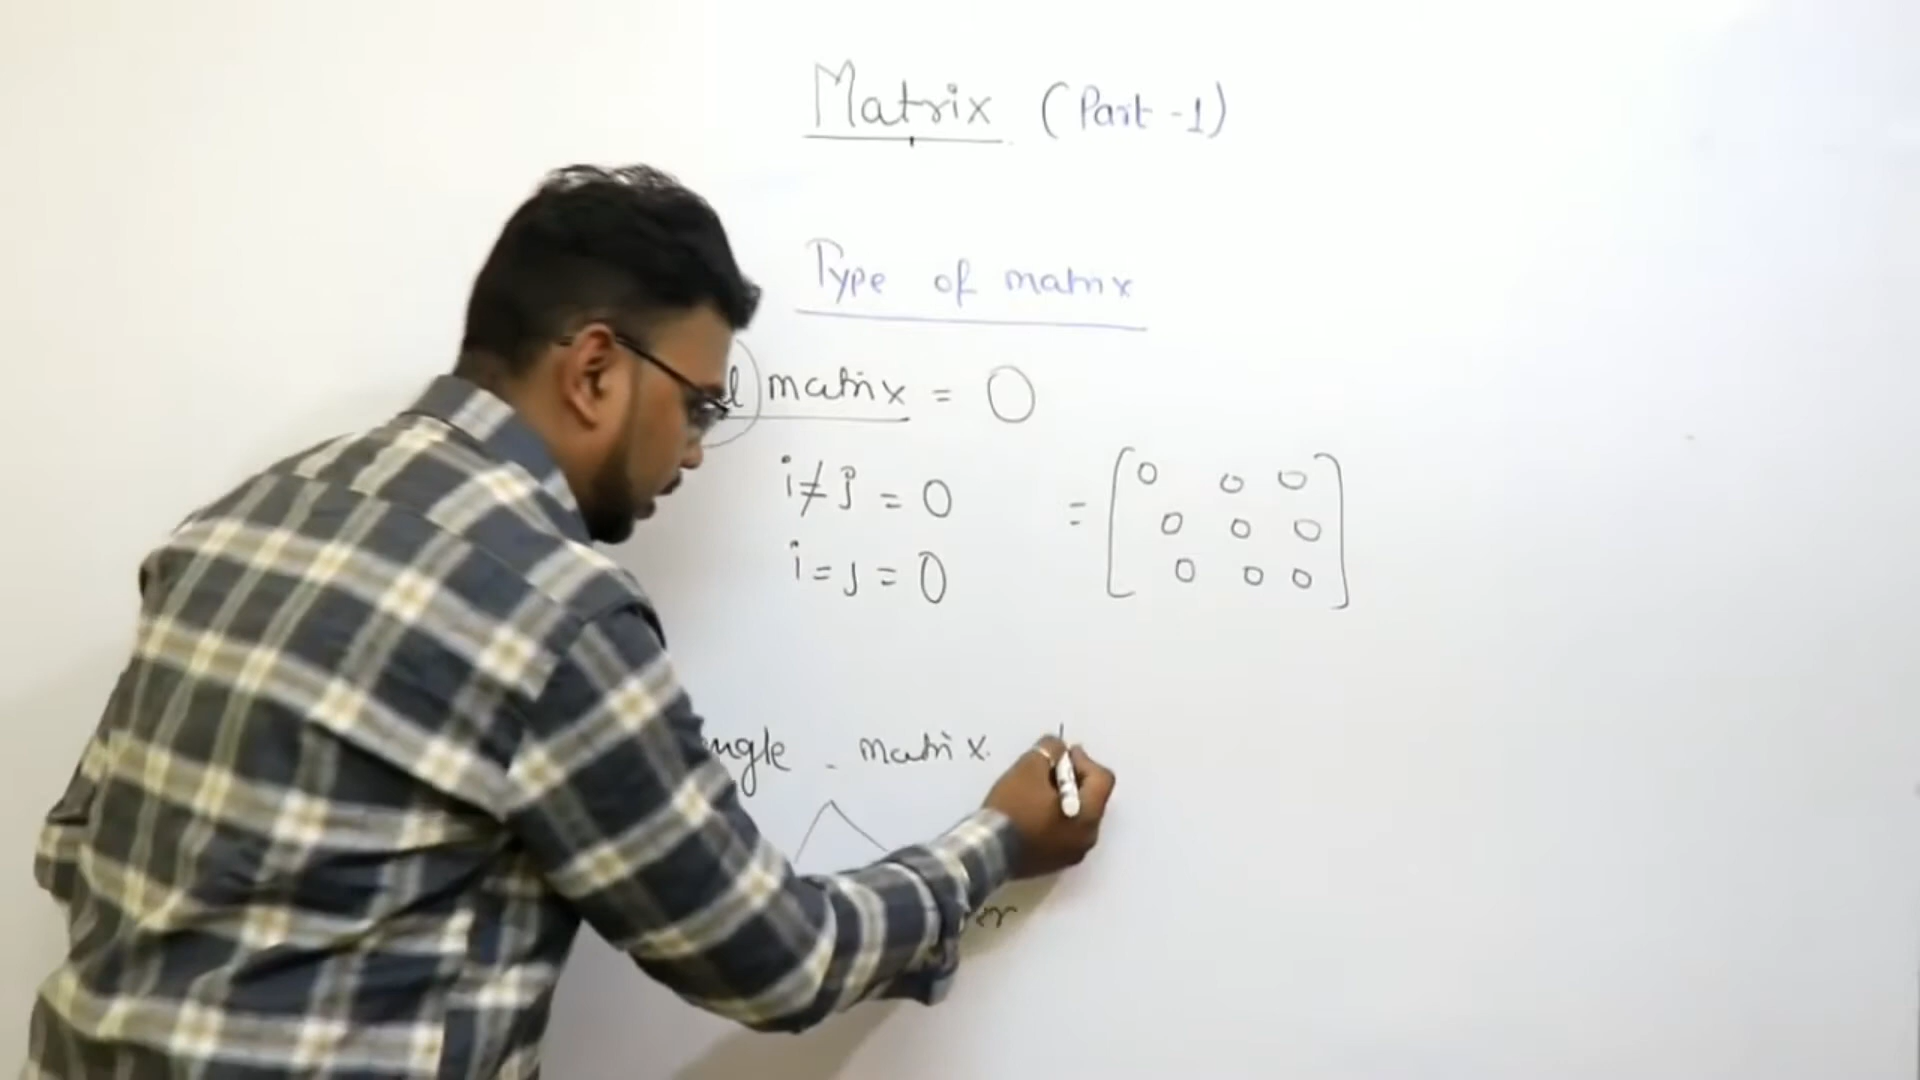 Matrix (Part -1)
Type of matrix
matrix = 0
i≠j = 0
i=j=0
= [0 0 0
0 0 0
0 0 0]
matrix